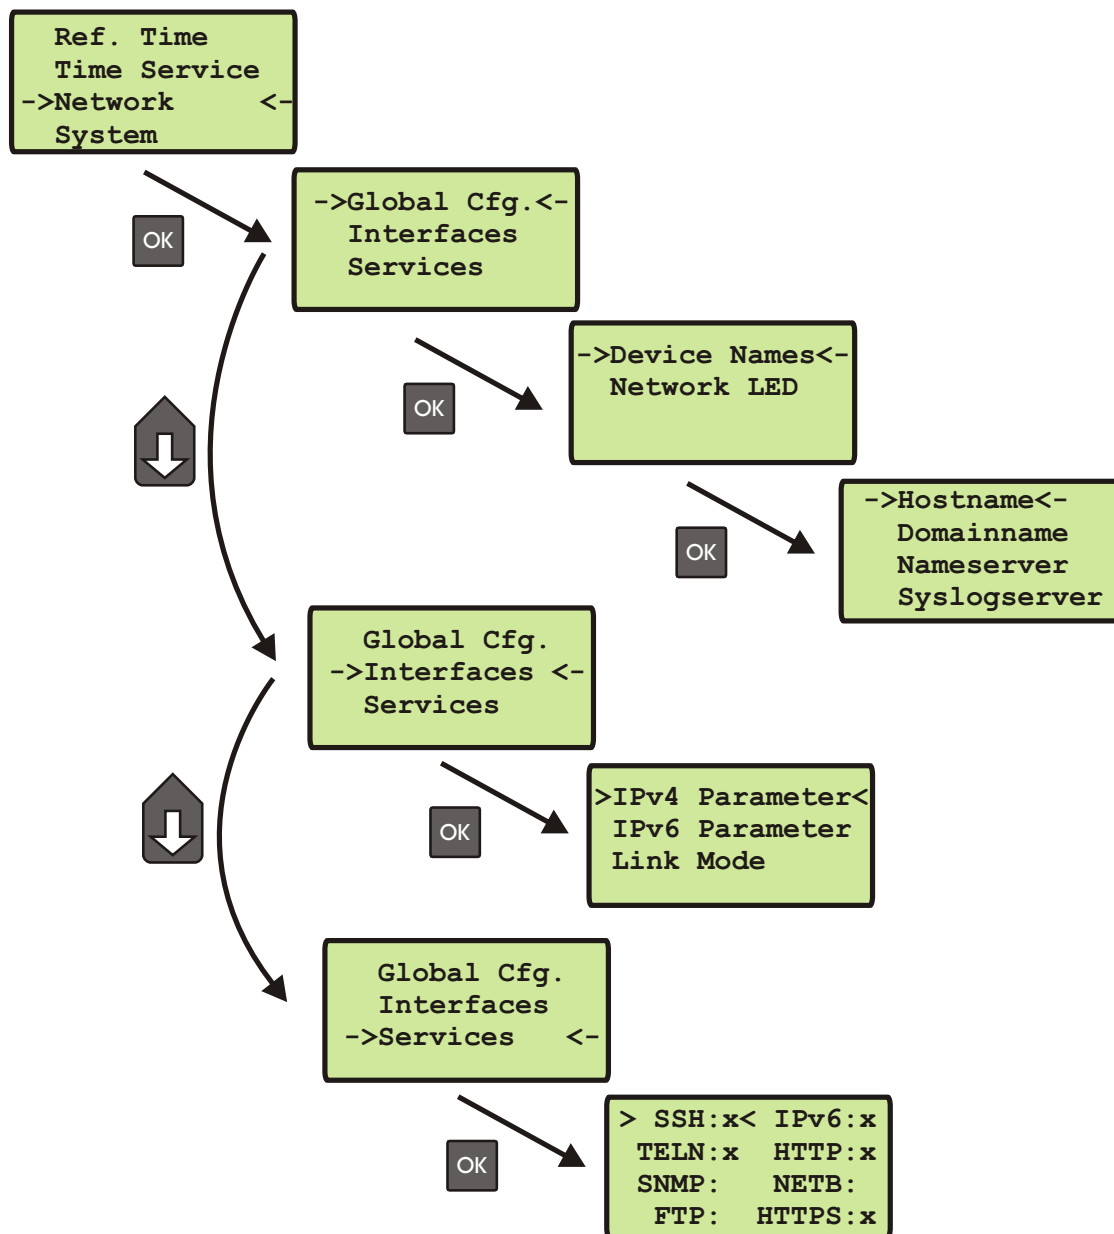 Ref. Time
Time Service
->Network <-
System
OK
->Global Cfg.<-
Interfaces
Services
OK
->Device Names<-
Network LED
OK
->Hostname<-
Domainname
Nameserver
Syslogserver
Global Cfg.
->Interfaces <-
Services
OK
>IPv4 Parameter<
IPv6 Parameter
Link Mode
Global Cfg.
Interfaces
->Services <-
OK
> SSH:x< IPv6:x
TELN:x HTTP:x
SNMP: NETB:
FTP: HTTPS:x